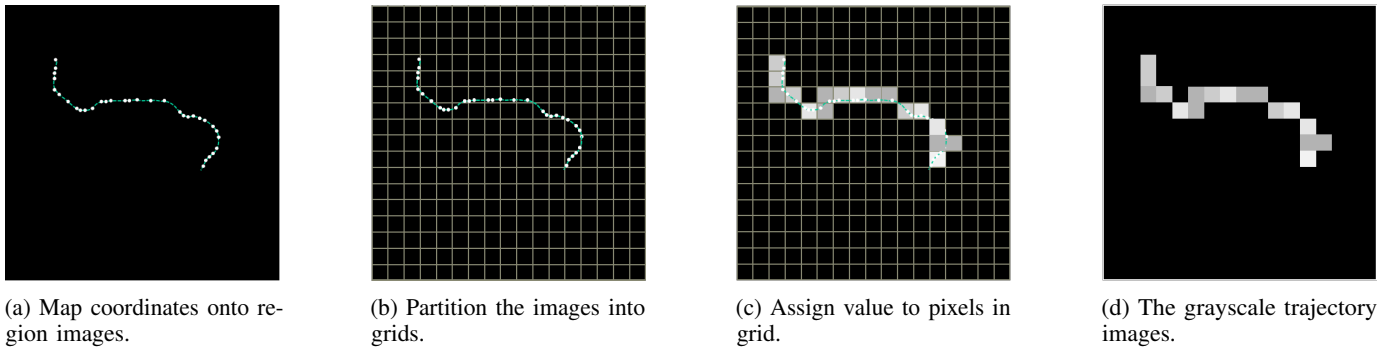 (a) Map coordinates onto re-
gion images.
(b) Partition the images into
grids.
(c) Assign value to pixels in
grid.
(d) The grayscale trajectory
images.